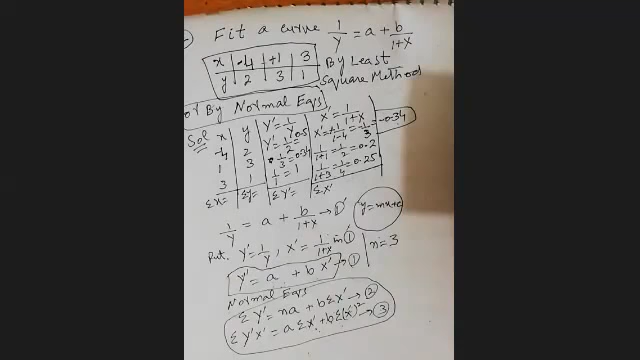 Fit a curve 1/y = a + b/(1+x)
x | -4 | +1 | 3
y | 2 | 3 | 1
By Least Square Method
or By Normal Eqs
Sol x | y | Y' = 1/y | X' = 1/(1+x)
-4 | 2 | Y' = 1/2 = 0.5 | X' = +1/(1-4) = -1/3 = -0.34
1 | 3 | 1/3 = 0.34 | 1/(1+1) = 1/2 = 0.2
3 | 1 | 1/1 = 1 | 1/(1+3) = 1/4 = 0.25
Σx= | Σy= | ΣY'= | ΣX'
1/y = a + b/(1+x) → ①'
y = mx+c
Put Y' = 1/y, X' = 1/(1+x) in ①'
n = 3
Y' = a + b X' → ①
Normal Eqs
ΣY' = na + bΣX' → ②
ΣY'X' = aΣX' + bΣ(X')² → ③